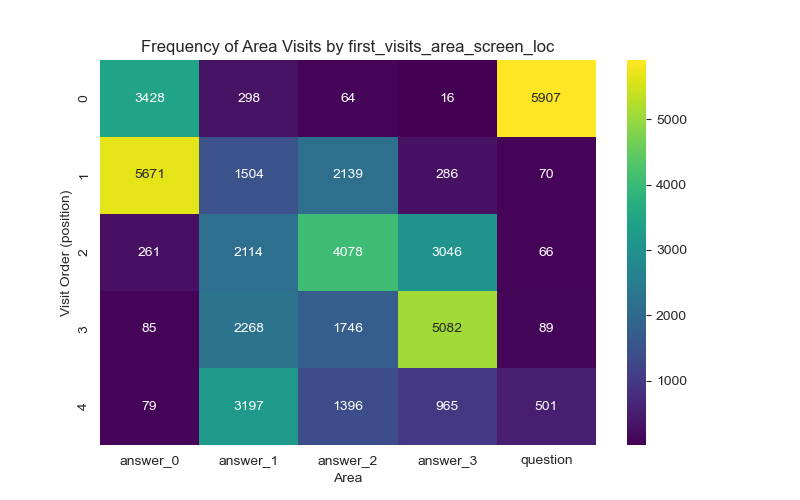 Frequency of Area Visits by first_visits_area_screen_loc
Visit Order (position)
0
3428 298 64 16 5907
1
5671 1504 2139 286 70
2
261 2114 4078 3046 66
3
85 2268 1746 5082 89
4
79 3197 1396 965 501
answer_0 answer_1 answer_2 answer_3 question
Area
5000
4000
3000
2000
1000